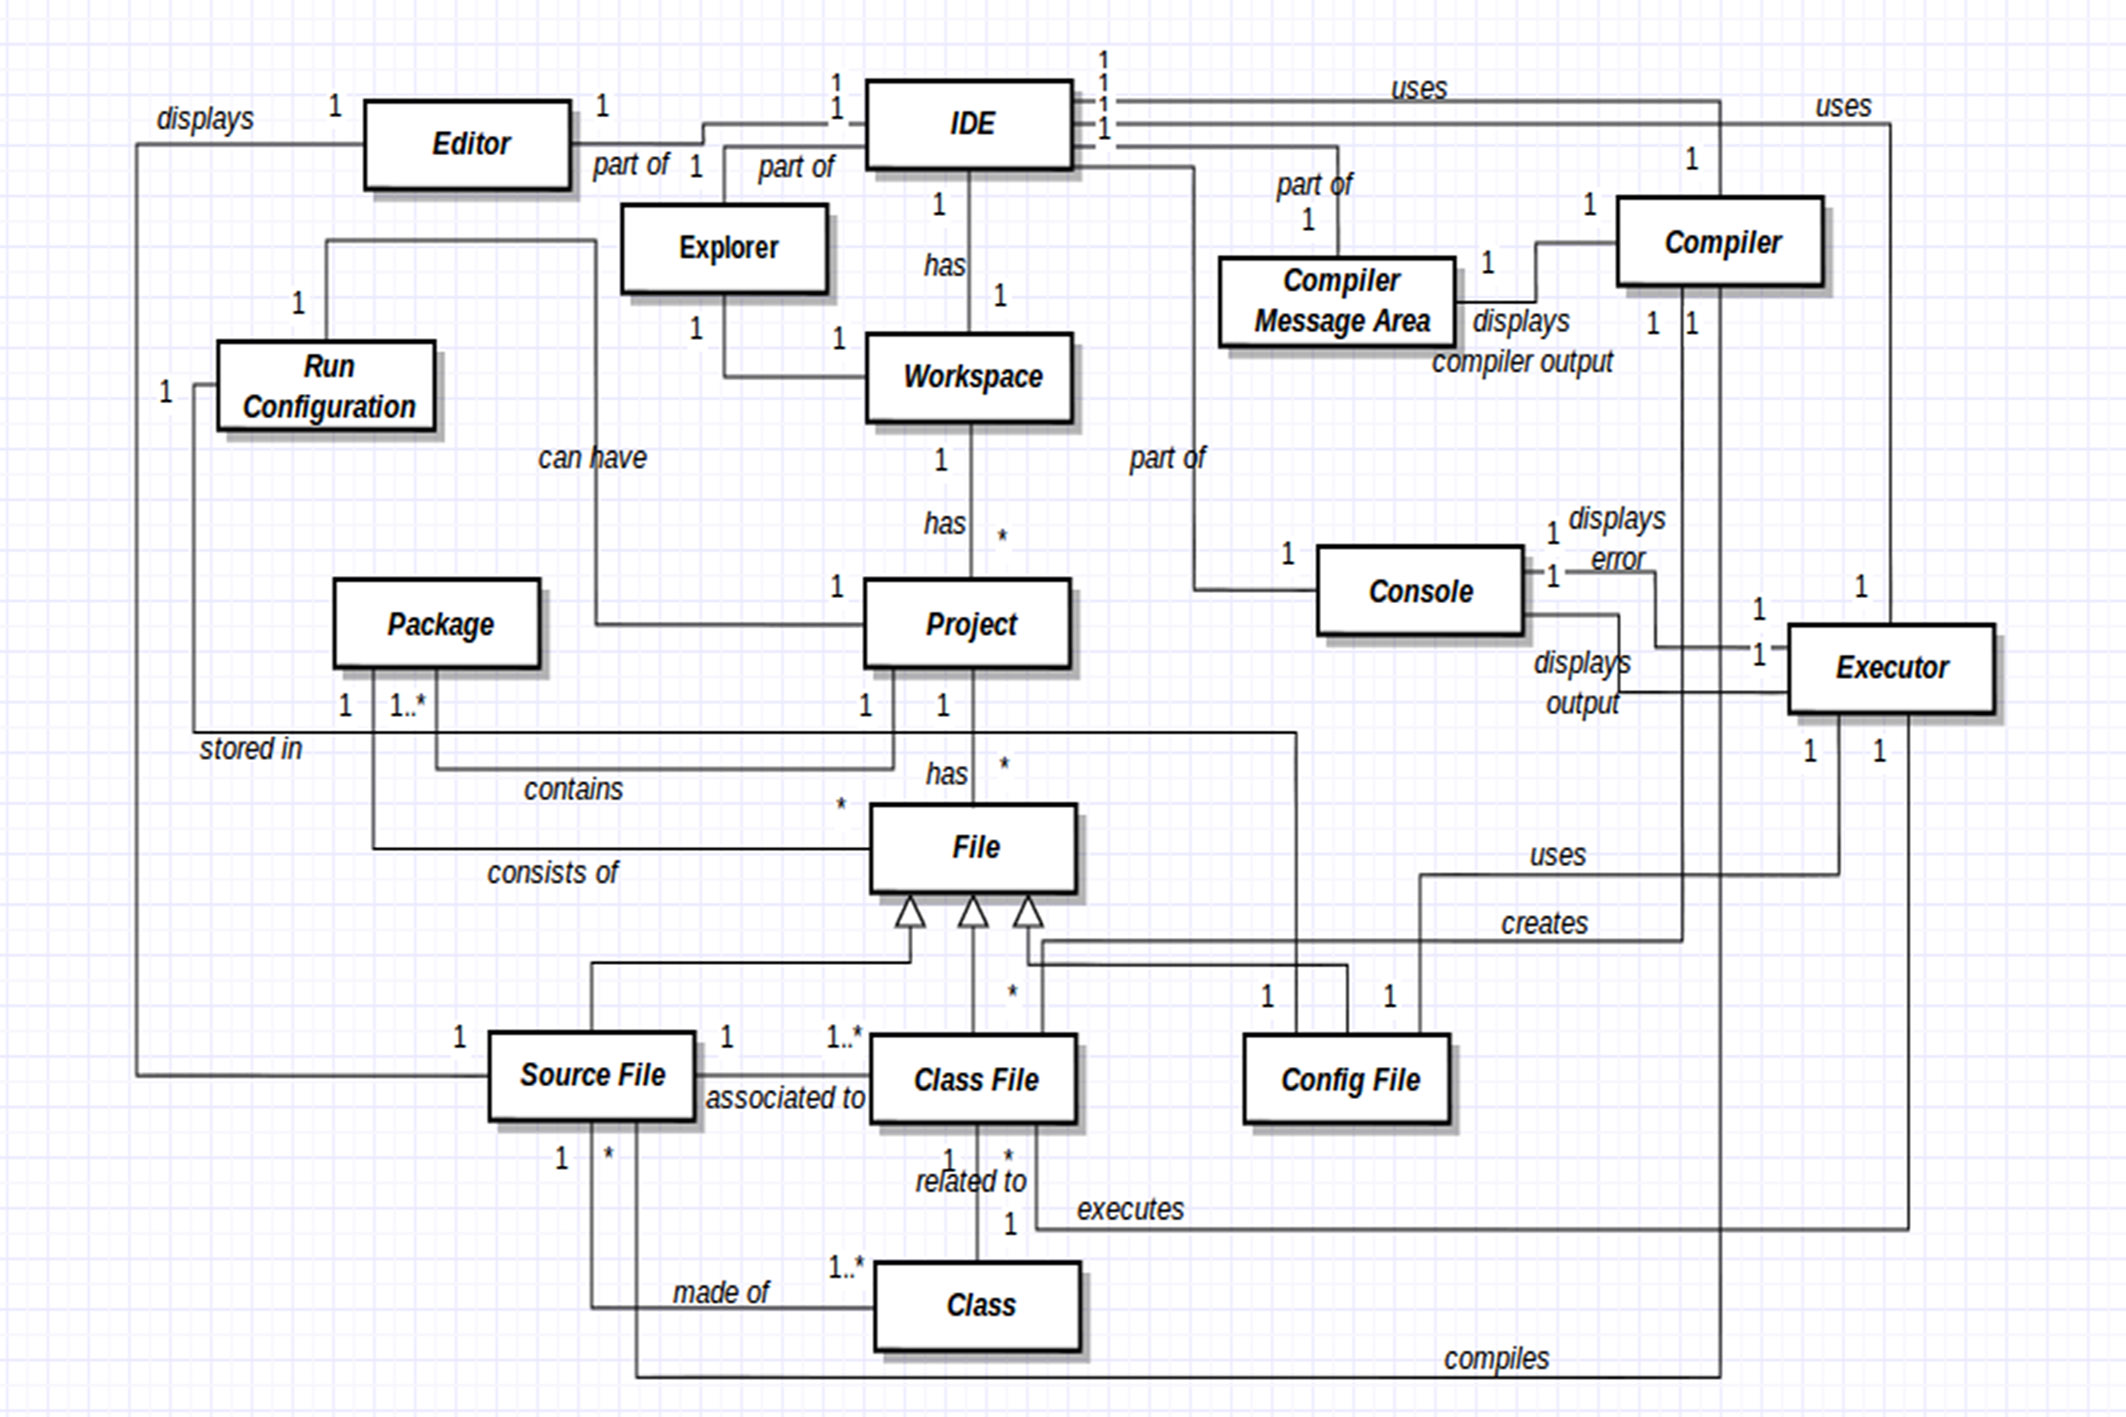 1
1
uses
1
1
displays
1
Editor
1
1
IDE
1
uses
1
part of
1
part of
1
part of
1
1
1
Explorer
has
1
Compiler
Message Area
1
displays
compiler output
1
Compiler
1
1
1
1
Run
Configuration
1
1
1
Workspace
can have
1
part of
has
*
1
displays
error
1
Console
1
1
1
1
displays
output
Executor
1
1
Package
1
Project
1
1..*
1
1
stored in
contains
has
*
consists of
*
File
uses
creates
*
1
1
1
Source File
1
1..*
associated to
Class File
Config File
1
*
1
*
related to
1
executes
made of
1..*
Class
compiles